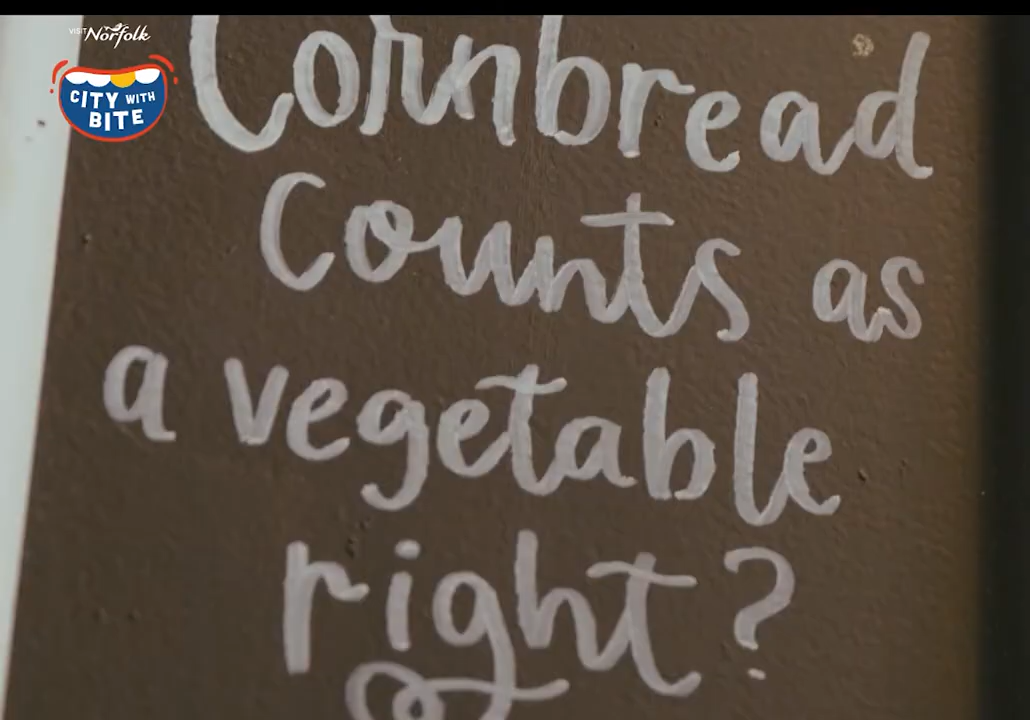 VISIT Norfolk
CITY WITH
BITE
Cornbread
Counts as
a vegetable
right?